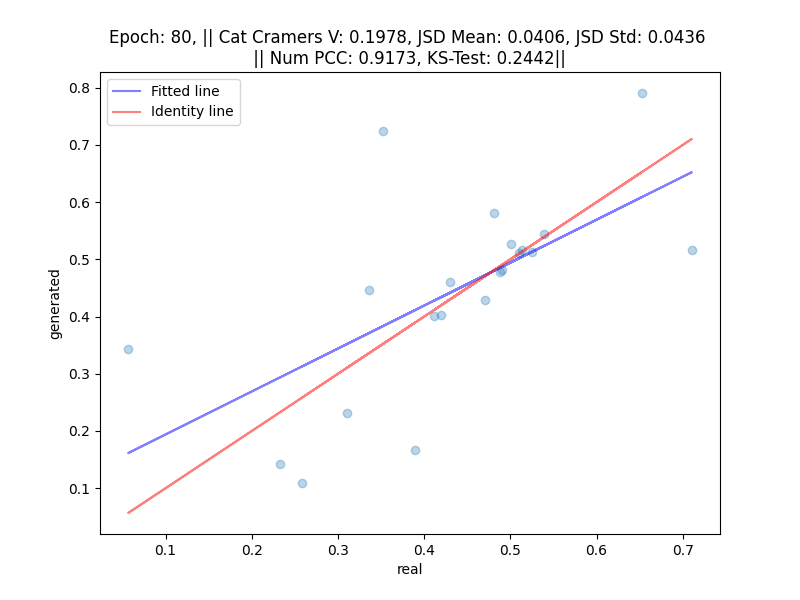 Epoch: 80, || Cat Cramers V: 0.1978, JSD Mean: 0.0406, JSD Std: 0.0436
|| Num PCC: 0.9173, KS-Test: 0.2442||
Fitted line
Identity line
0.8
0.7
0.6
0.5
0.4
0.3
0.2
0.1
generated
0.1 0.2 0.3 0.4 0.5 0.6 0.7
real